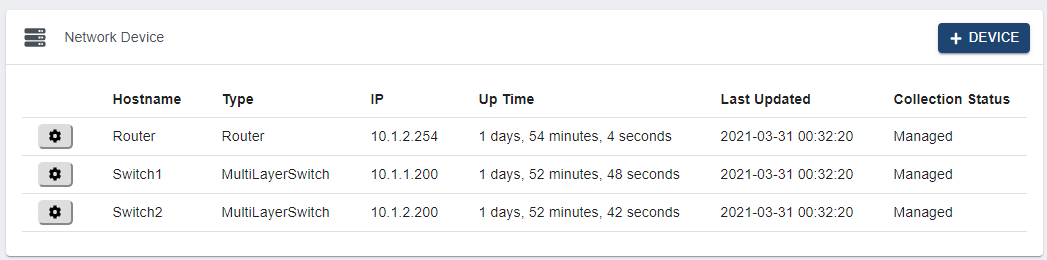 Network Device
+ DEVICE
Hostname Type IP Up Time Last Updated Collection Status
Router Router 10.1.2.254 1 days, 54 minutes, 4 seconds 2021-03-31 00:32:20 Managed
Switch1 MultiLayerSwitch 10.1.1.200 1 days, 52 minutes, 48 seconds 2021-03-31 00:32:20 Managed
Switch2 MultiLayerSwitch 10.1.2.200 1 days, 52 minutes, 42 seconds 2021-03-31 00:32:20 Managed